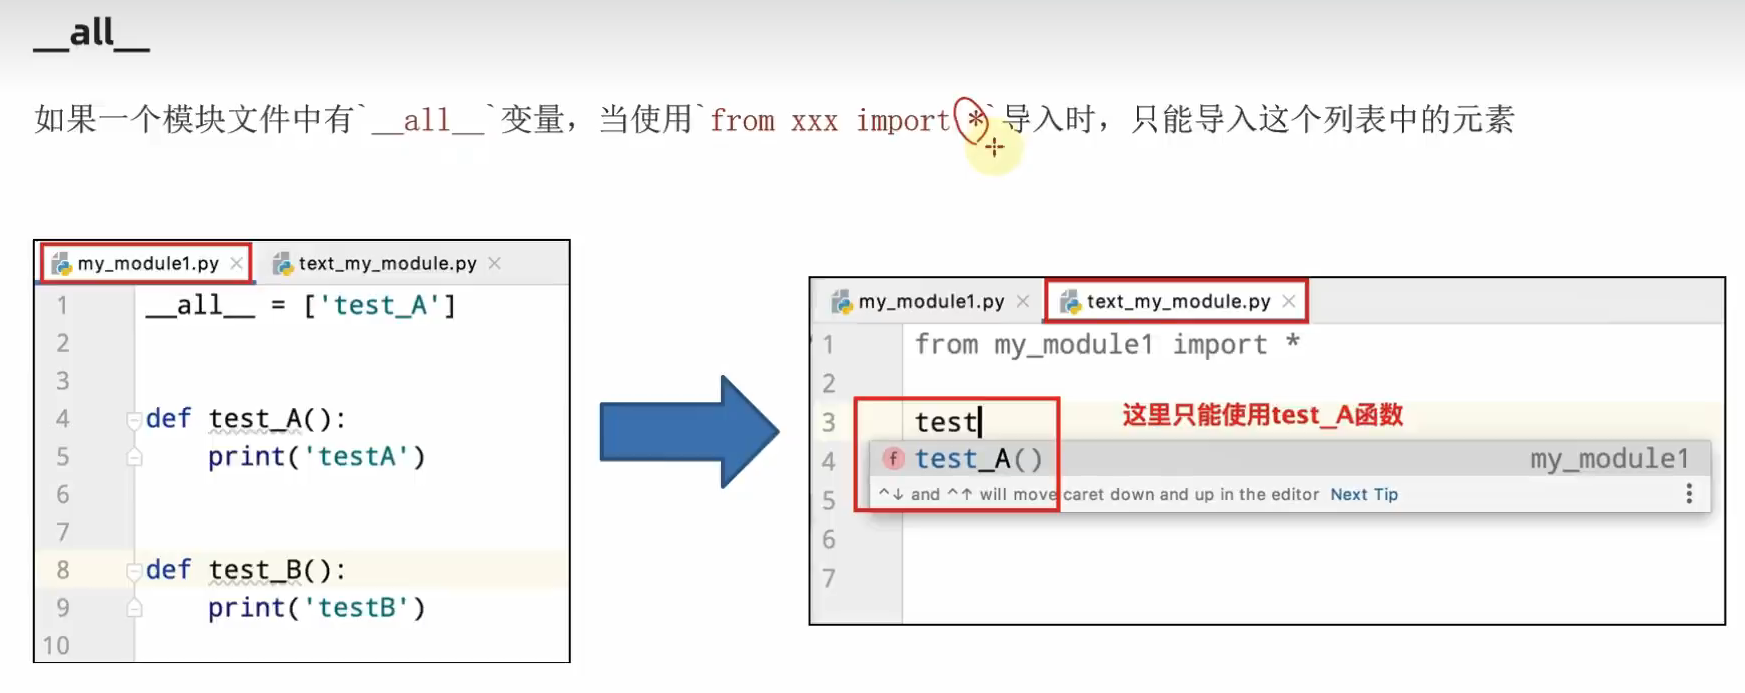 __all__
如果一个模块文件中有`__all__`变量，当使用`from xxx import *`导入时，只能导入这个列表中的元素
my_module1.py × text_my_module.py ×
1 __all__ = ['test_A']
2
3
4 def test_A():
5 print('testA')
6
7
8 def test_B():
9 print('testB')
10
my_module1.py × text_my_module.py ×
1 from my_module1 import *
2
3 test 这里只能使用test_A函数
4 f test_A() my_module1
5 ^↓ and ^↑ will move caret down and up in the editor Next Tip
6
7